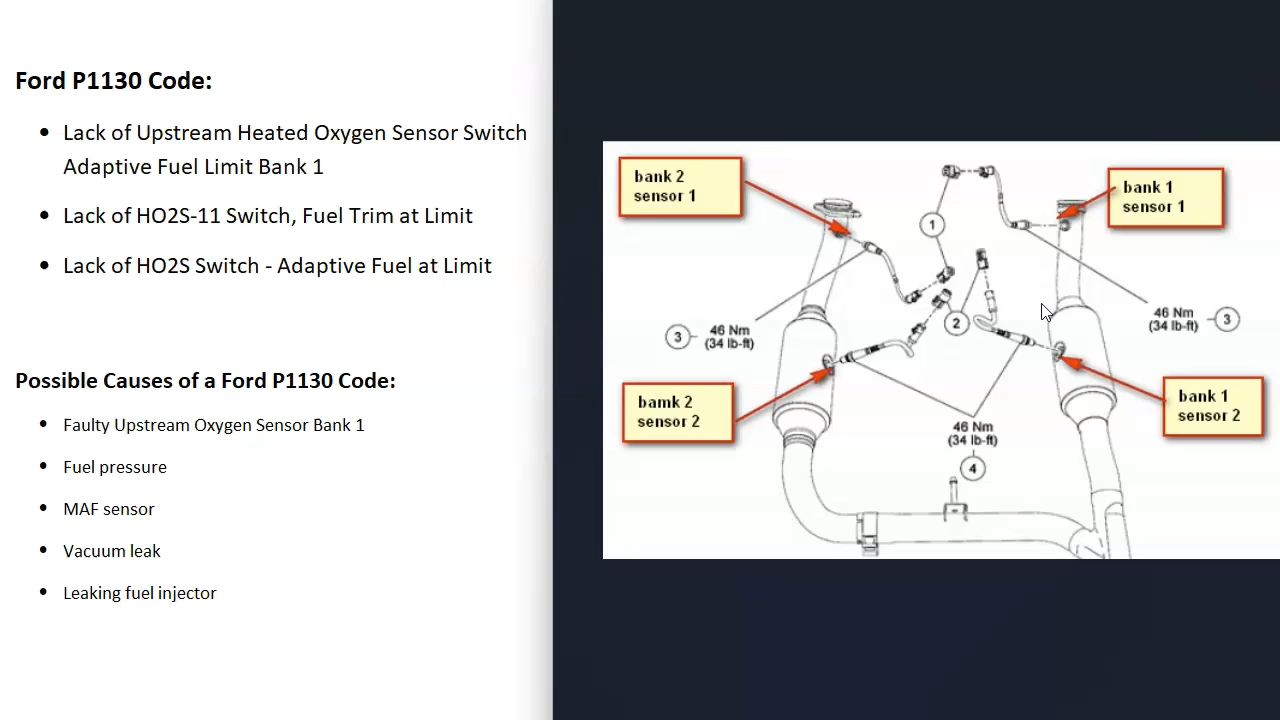 Ford P1130 Code:
• Lack of Upstream Heated Oxygen Sensor Switch
Adaptive Fuel Limit Bank 1
• Lack of HO2S-11 Switch, Fuel Trim at Limit
• Lack of HO2S Switch - Adaptive Fuel at Limit
Possible Causes of a Ford P1130 Code:
• Faulty Upstream Oxygen Sensor Bank 1
• Fuel pressure
• MAF sensor
• Vacuum leak
• Leaking fuel injector
bank 2
sensor 1
bank 1
sensor 1
1
2
3
46 Nm
(34 lb-ft)
46 Nm
(34 lb-ft)
3
bamk 2
sensor 2
bank 1
sensor 2
46 Nm
(34 lb-ft)
4